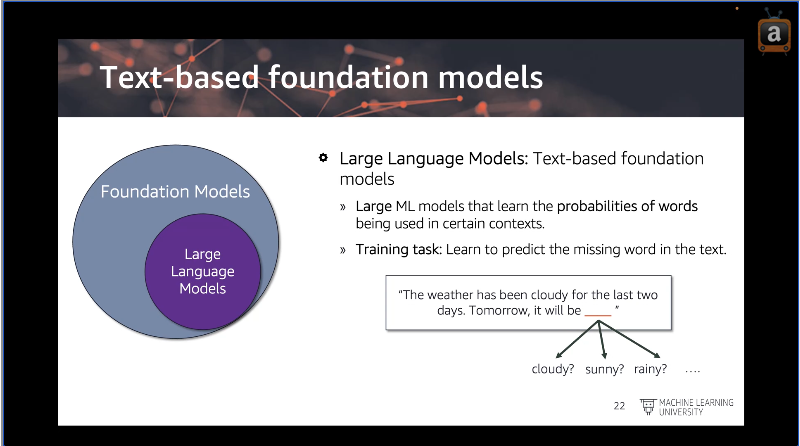 a
Text-based foundation models
Foundation Models
Large
Language
Models
Large Language Models: Text-based foundation
models
» Large ML models that learn the probabilities of words
being used in certain contexts.
» Training task: Learn to predict the missing word in the text.
“The weather has been cloudy for the last two
days. Tomorrow, it will be ____ ”
cloudy? sunny? rainy? ....
22
MACHINE LEARNING
UNIVERSITY